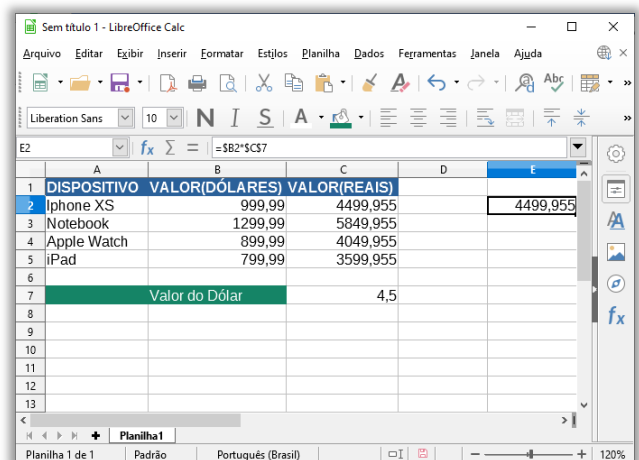 Sem título 1 - LibreOffice Calc
Arquivo Editar Exibir Inserir Formatar Estilos Planilha Dados Ferramentas Janela Ajuda
Abc
Liberation Sans 10 N I S A
E2 fx Σ = =$B2*$C$7
A B C D E
1 DISPOSITIVO VALOR(DÓLARES) VALOR(REAIS)
2 Iphone XS 999,99 4499,955 4499,955
3 Notebook 1299,99 5849,955
4 Apple Watch 899,99 4049,955
5 iPad 799,99 3599,955
6
7 Valor do Dólar 4,5
8
9
10
11
12
13
Planilha1
Planilha 1 de 1 Padrão Português (Brasil) 120%